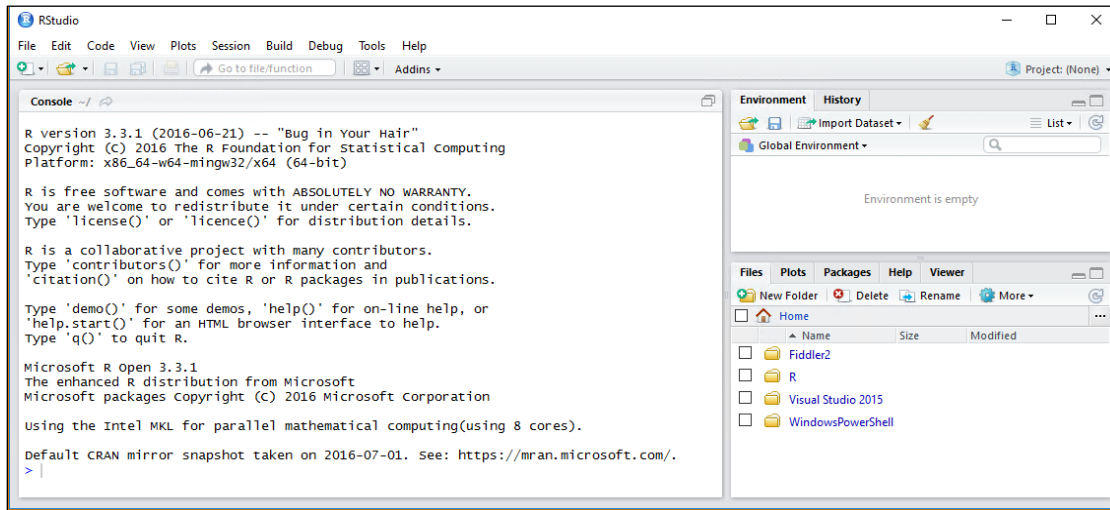 RStudio
File Edit Code View Plots Session Build Debug Tools Help
Go to file/function Addins Project: (None)
Console ~/
R version 3.3.1 (2016-06-21) -- "Bug in Your Hair"
Copyright (C) 2016 The R Foundation for Statistical Computing
Platform: x86_64-w64-mingw32/x64 (64-bit)
R is free software and comes with ABSOLUTELY NO WARRANTY.
You are welcome to redistribute it under certain conditions.
Type 'license()' or 'licence()' for distribution details.
R is a collaborative project with many contributors.
Type 'contributors()' for more information and
'citation()' on how to cite R or R packages in publications.
Type 'demo()' for some demos, 'help()' for on-line help, or
'help.start()' for an HTML browser interface to help.
Type 'q()' to quit R.
Microsoft R Open 3.3.1
The enhanced R distribution from Microsoft
Microsoft packages Copyright (C) 2016 Microsoft Corporation
Using the Intel MKL for parallel mathematical computing(using 8 cores).
Default CRAN mirror snapshot taken on 2016-07-01. See: https://mran.microsoft.com/.
>
Environment History
Import Dataset List
Global Environment
Environment is empty
Files Plots Packages Help Viewer
New Folder Delete Rename More
Home ...
Name Size Modified
Fiddler2
R
Visual Studio 2015
WindowsPowerShell